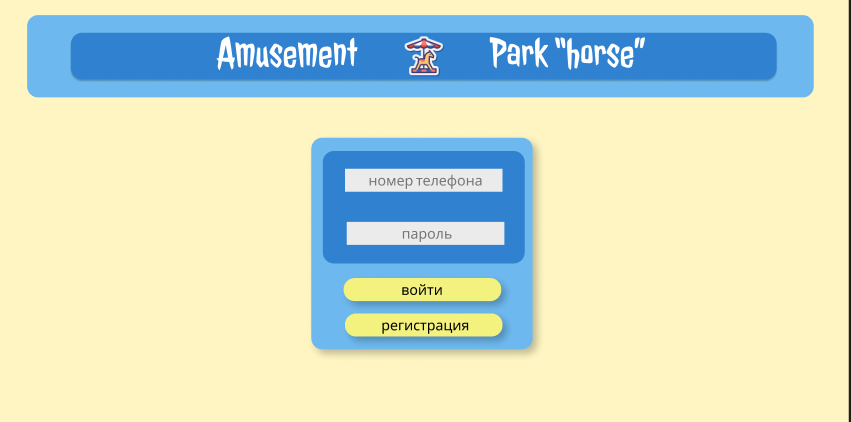 Amusement Park "horse"
номер телефона
пароль
войти
регистрация